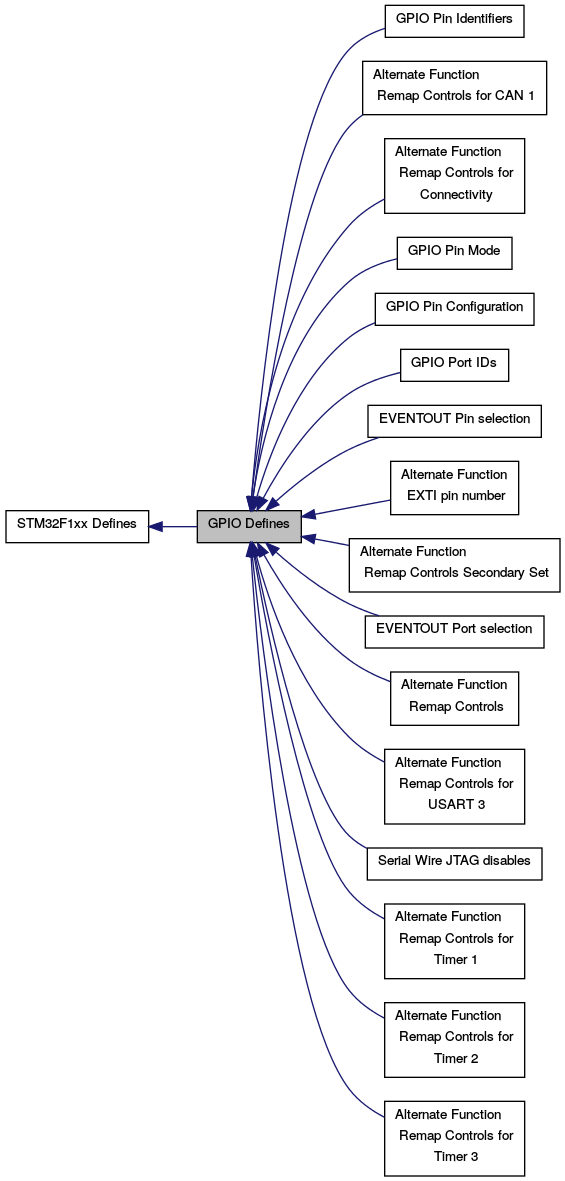 GPIO Pin Identifiers
Alternate Function
Remap Controls for CAN 1
Alternate Function
Remap Controls for
Connectivity
GPIO Pin Mode
GPIO Pin Configuration
GPIO Port IDs
EVENTOUT Pin selection
Alternate Function
EXTI pin number
STM32F1xx Defines
GPIO Defines
Alternate Function
Remap Controls Secondary Set
EVENTOUT Port selection
Alternate Function
Remap Controls
Alternate Function
Remap Controls for
USART 3
Serial Wire JTAG disables
Alternate Function
Remap Controls for
Timer 1
Alternate Function
Remap Controls for
Timer 2
Alternate Function
Remap Controls for
Timer 3